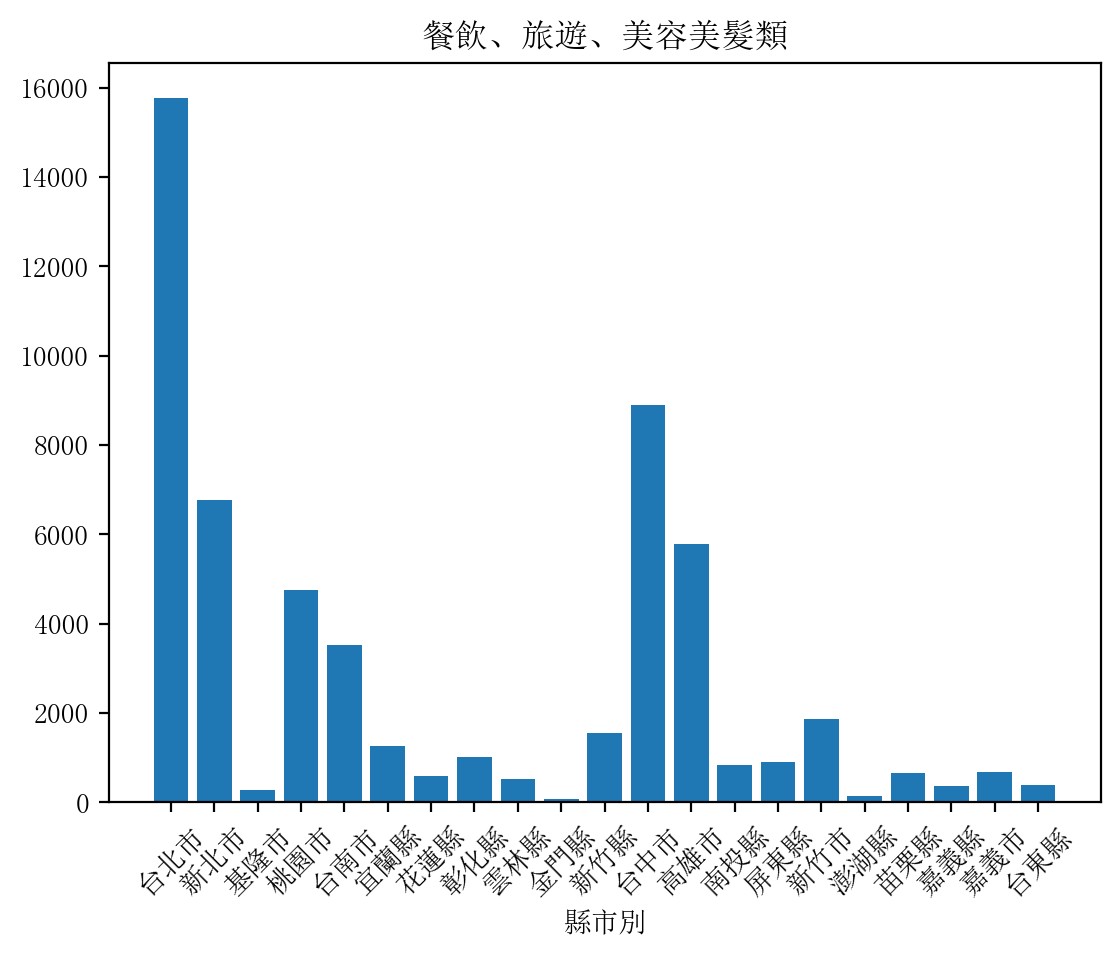 餐飲、旅遊、美容美髮類
16000
14000
12000
10000
8000
6000
4000
2000
0
台北市
新北市
基隆市
桃園市
台南市
宜蘭縣
花蓮縣
彰化縣
雲林縣
金門縣
新竹縣
台中市
高雄市
南投縣
屏東縣
新竹市
澎湖縣
苗栗縣
嘉義縣
嘉義市
台東縣
縣市別